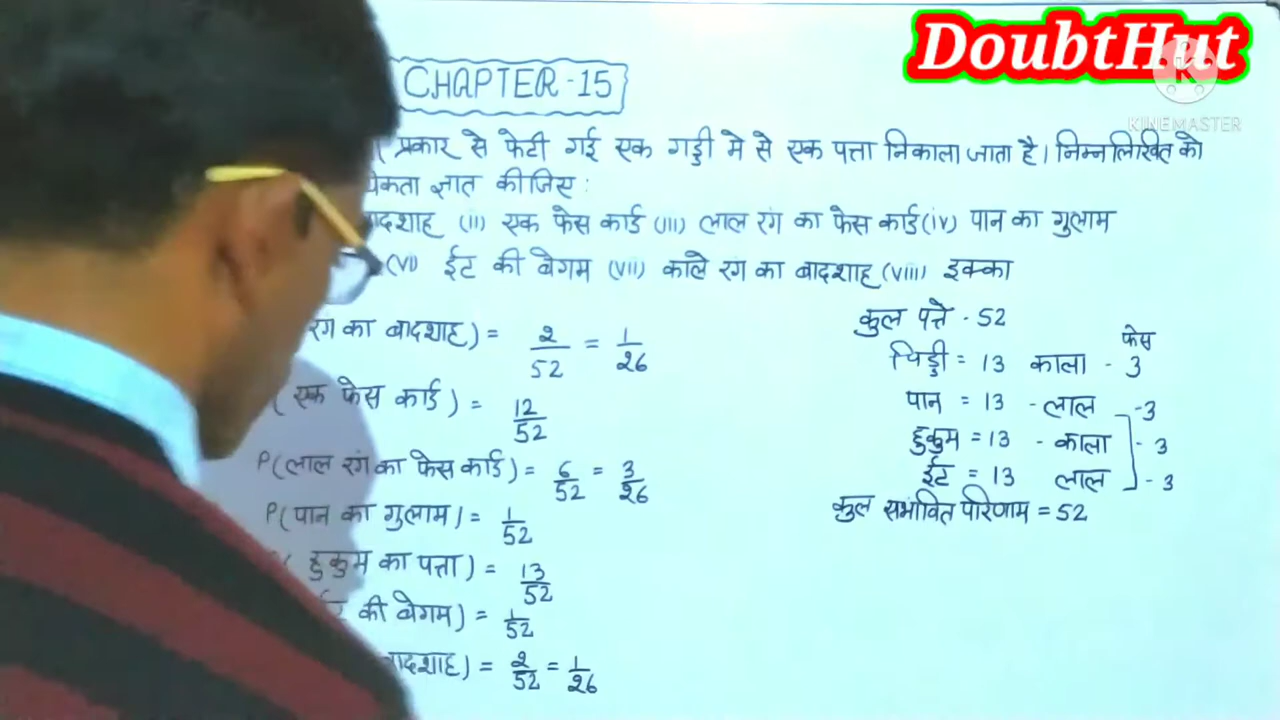 DoubtHut
KINEMASTER
CHAPTER-15
प्रकार से फेटी गई एक गड्डी मे से एक पत्ता निकाला जाता है। निम्नलिखित को
ज्ञात कीजिए :
(ii) एक फेस कार्ड (iii) लाल रंग का फेस कार्ड (iv) पान का गुलाम
(vi) ईट की बेगम (vii) काले रंग का बादशाह (viii) इक्का
रंग का बादशाह) = 2/52 = 1/26
( एक फेस कार्ड ) = 12/52
P(लाल रंग का फेस कार्ड) = 6/52 = 3/26
P(पान का गुलाम) = 1/52
हुकुम का पत्ता) = 13/52
की बेगम) = 1/52
बादशाह) = 2/52 = 1/26
कुल पत्ते - 52
फेस
चिड़ी = 13 काला - 3
पान = 13 - लाल - 3
हुकुम = 13 - काला - 3
ईट = 13 लाल - 3
कुल संभावित परिणाम = 52